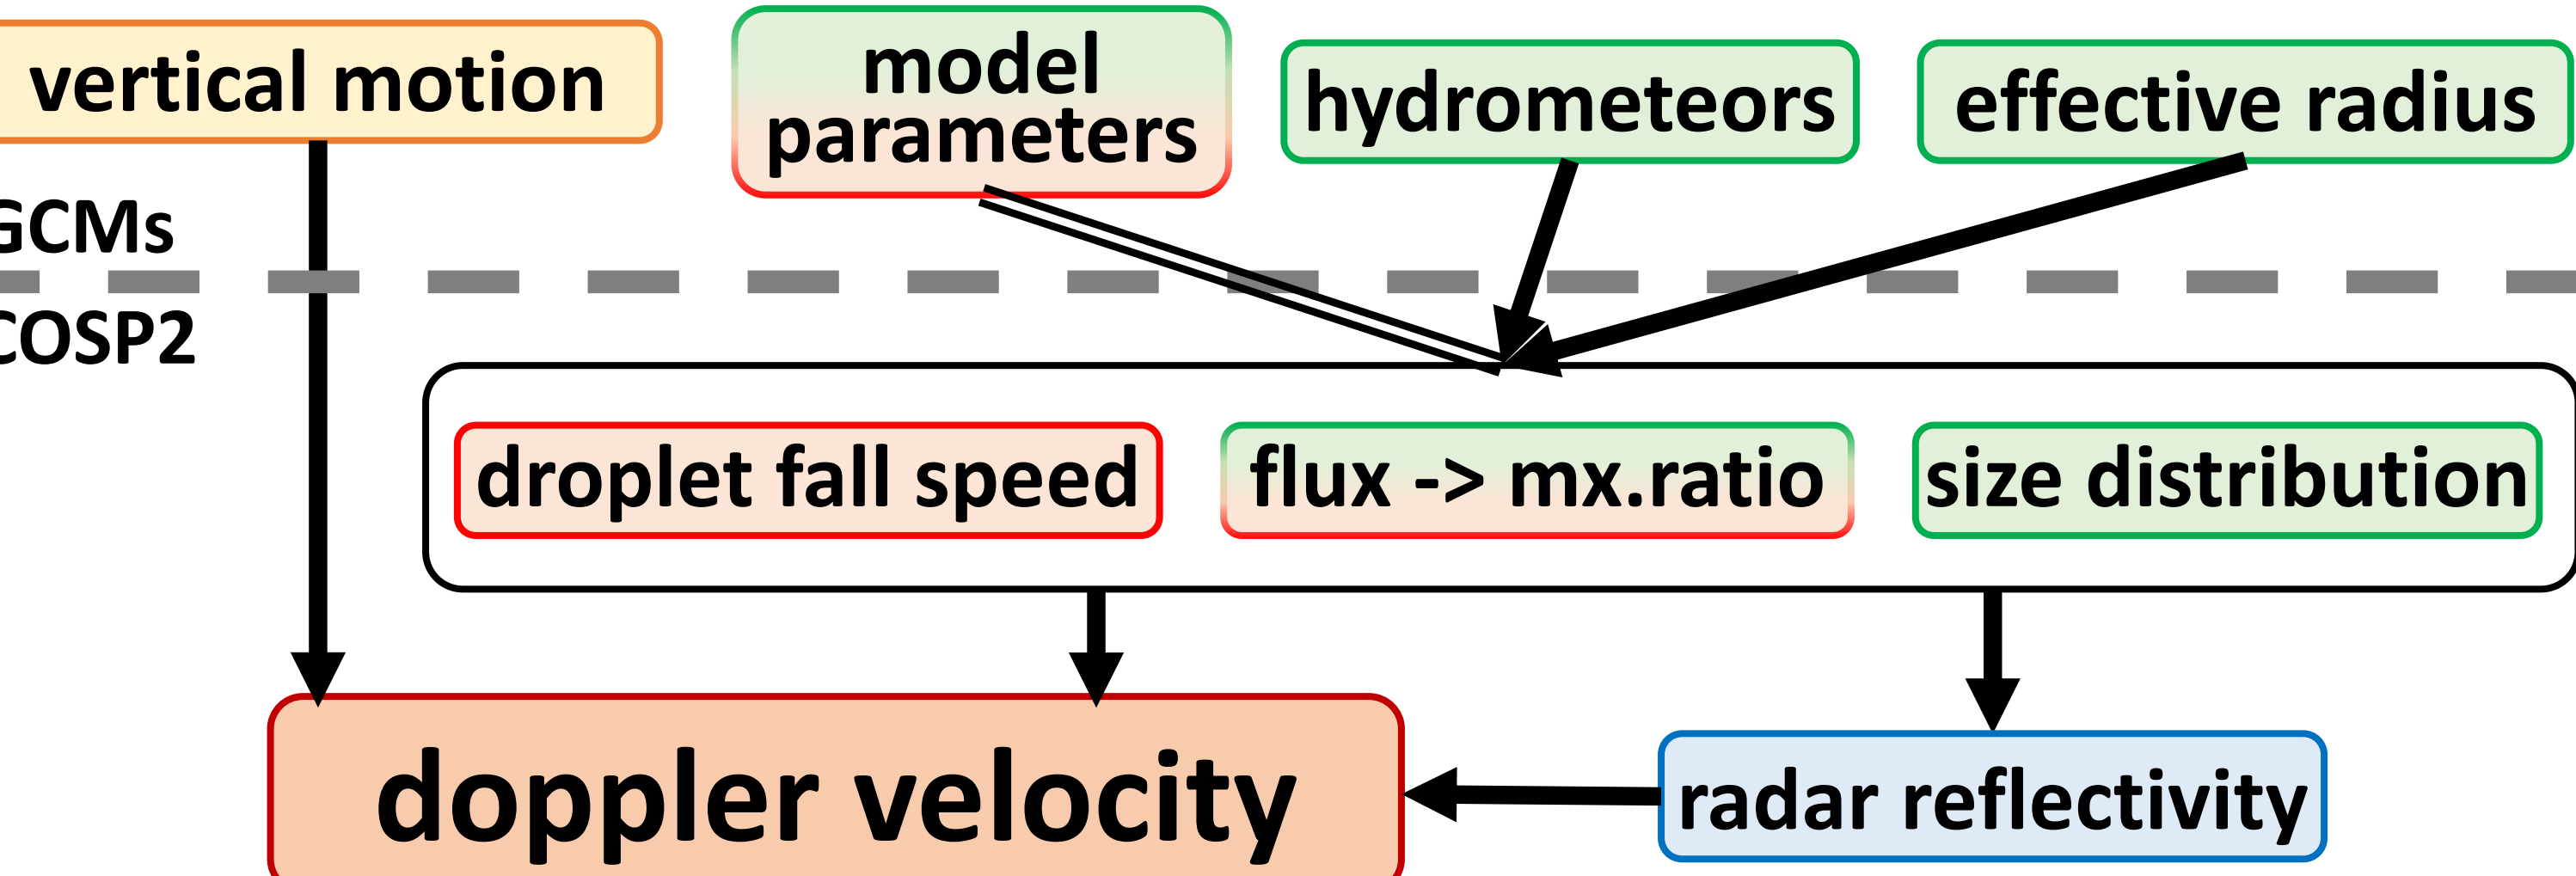 vertical motion
model
parameters
hydrometeors
effective radius
GCMs
COSP2
droplet fall speed
flux -> mx.ratio
size distribution
doppler velocity
radar reflectivity